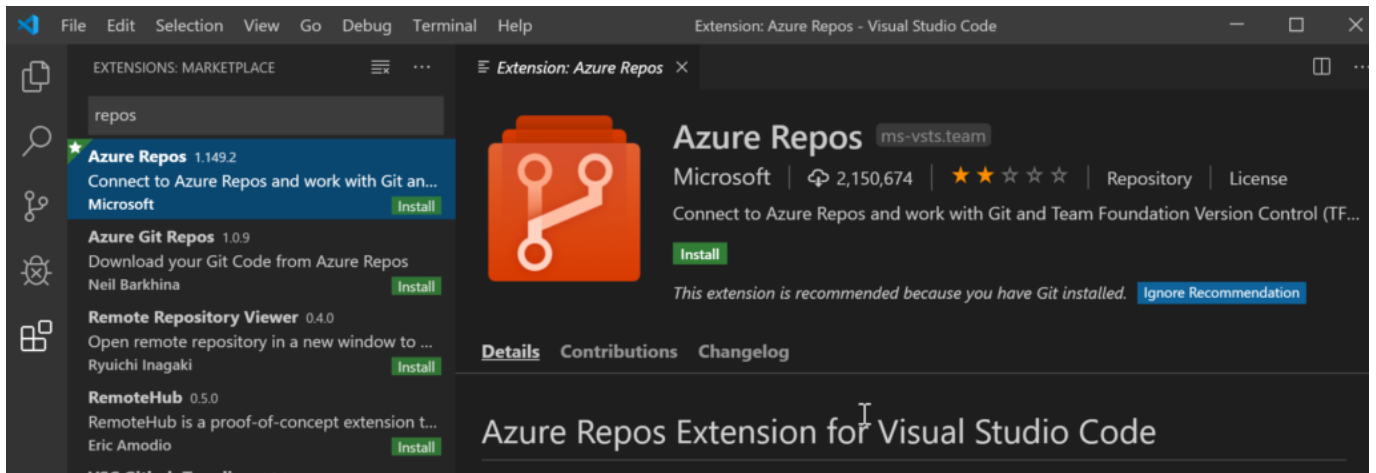 File Edit Selection View Go Debug Terminal Help Extension: Azure Repos - Visual Studio Code
EXTENSIONS: MARKETPLACE
repos
Azure Repos 1.149.2
Connect to Azure Repos and work with Git an...
Microsoft Install
Azure Git Repos 1.0.9
Download your Git Code from Azure Repos
Neil Barkhina Install
Remote Repository Viewer 0.4.0
Open remote repository in a new window to ...
Ryuichi Inagaki Install
RemoteHub 0.5.0
RemoteHub is a proof-of-concept extension t...
Eric Amodio Install
Extension: Azure Repos
Azure Repos ms-vsts.team
Microsoft 2,150,674 Repository License
Connect to Azure Repos and work with Git and Team Foundation Version Control (TF...
Install
This extension is recommended because you have Git installed. Ignore Recommendation
Details Contributions Changelog
Azure Repos Extension for Visual Studio Code